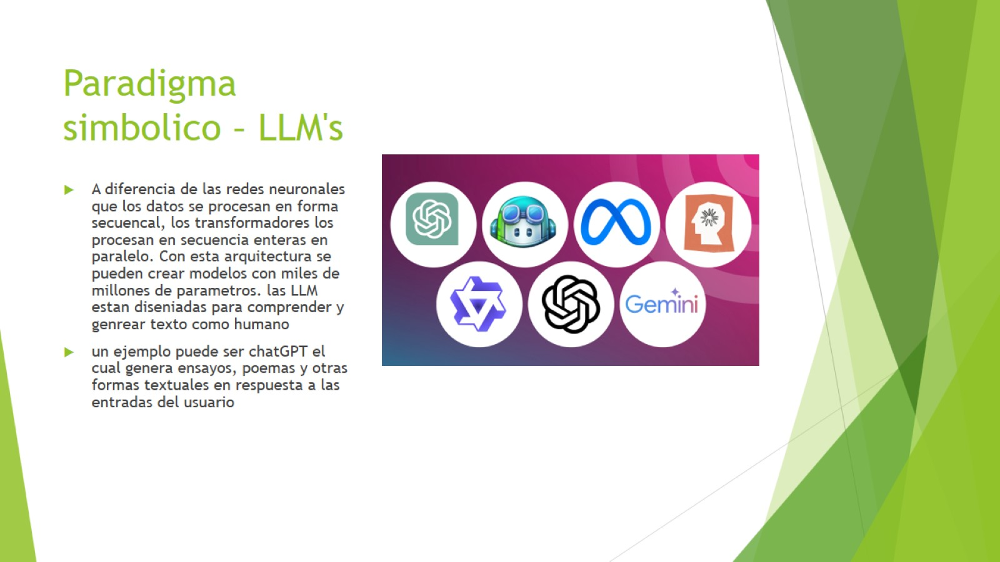 Paradigma
simbolico – LLM's
A diferencia de las redes neuronales
que los datos se procesan en forma
secuencal, los transformadores los
procesan en secuencia enteras en
paralelo. Con esta arquitectura se
pueden crear modelos con miles de
millones de parametros. las LLM
estan diseniadas para comprender y
genrear texto como humano
un ejemplo puede ser chatGPT el
cual genera ensayos, poemas y otras
formas textuales en respuesta a las
entradas del usuario
Gemini